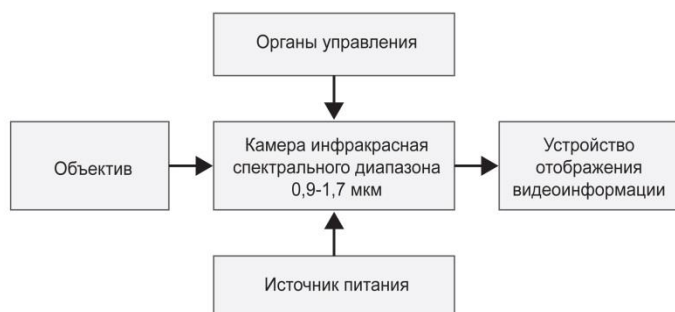 Органы управления
Объектив
Камера инфракрасная
спектрального диапазона
0,9-1,7 мкм
Устройство
отображения
видеоинформации
Источник питания